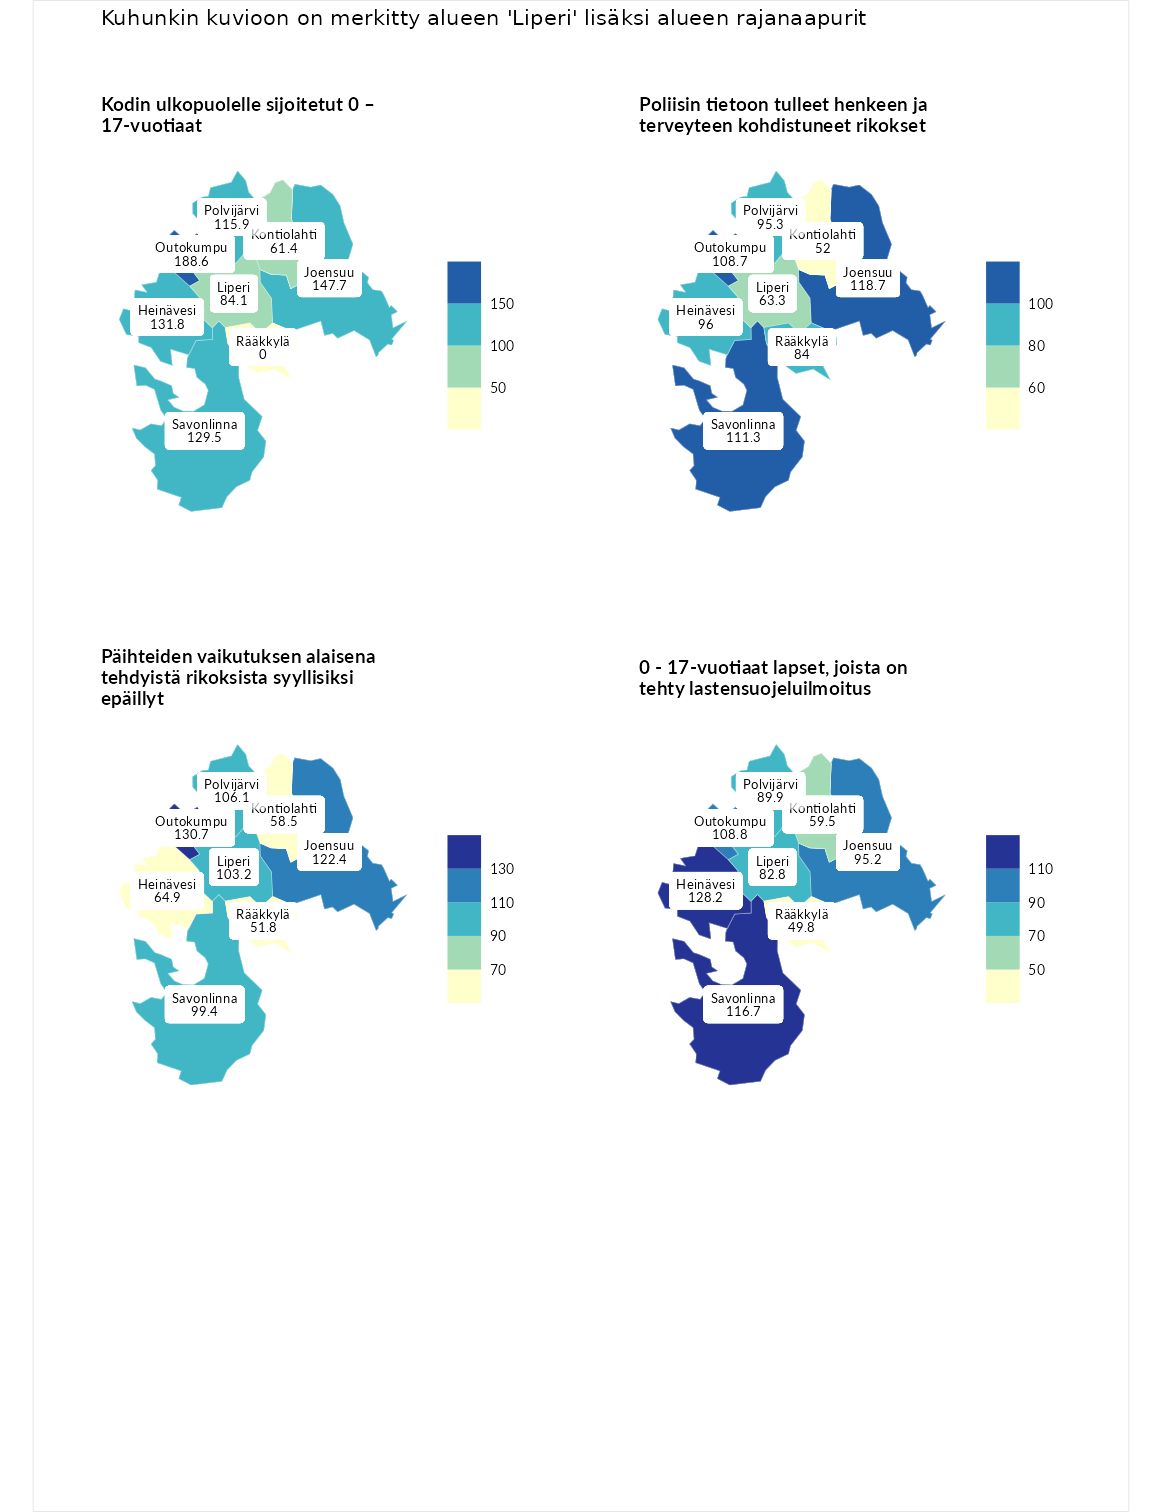 Kuhunkin kuvioon on merkitty alueen 'Liperi' lisäksi alueen rajanaapurit
Kodin ulkopuolelle sijoitetut 0 –
17-vuotiaat
Polvijärvi
115.9
Kontiolahti
61.4
Outokumpu
188.6
Joensuu
147.7
Liperi
84.1
Heinävesi
131.8
Rääkkylä
0
Savonlinna
129.5
150
100
50
Poliisin tietoon tulleet henkeen ja
terveyteen kohdistuneet rikokset
Polvijärvi
95.3
Kontiolahti
52
Outokumpu
108.7
Joensuu
118.7
Liperi
63.3
Heinävesi
96
Rääkkylä
84
Savonlinna
111.3
100
80
60
Päihteiden vaikutuksen alaisena
tehdyistä rikoksista syyllisiksi
epäillyt
Polvijärvi
106.1
Kontiolahti
58.5
Outokumpu
130.7
Joensuu
122.4
Liperi
103.2
Heinävesi
64.9
Rääkkylä
51.8
Savonlinna
99.4
130
110
90
70
0 - 17-vuotiaat lapset, joista on
tehty lastensuojeluilmoitus
Polvijärvi
89.9
Kontiolahti
59.5
Outokumpu
108.8
Joensuu
95.2
Liperi
82.8
Heinävesi
128.2
Rääkkylä
49.8
Savonlinna
116.7
110
90
70
50